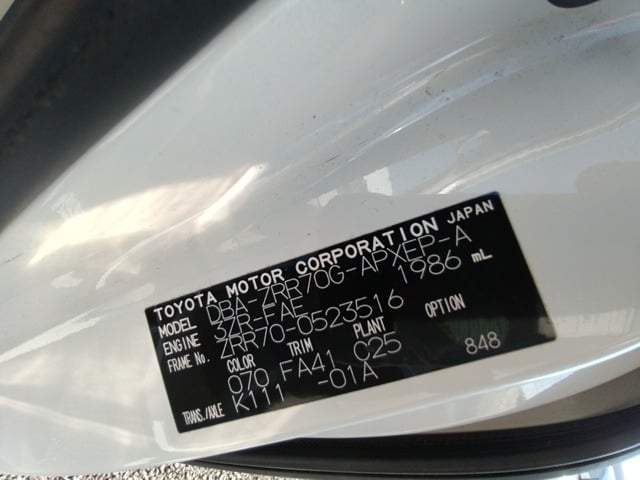 TOYOTA MOTOR CORPORATION JAPAN
MODEL DBA-ZRR70G-APXEP-A
ENGINE 3ZR-FAE 1986 mL
FRAME No. ZRR70-0523516
COLOR TRIM PLANT OPTION
070 FA41 C25 848
TRANS./AXLE K111 -01A